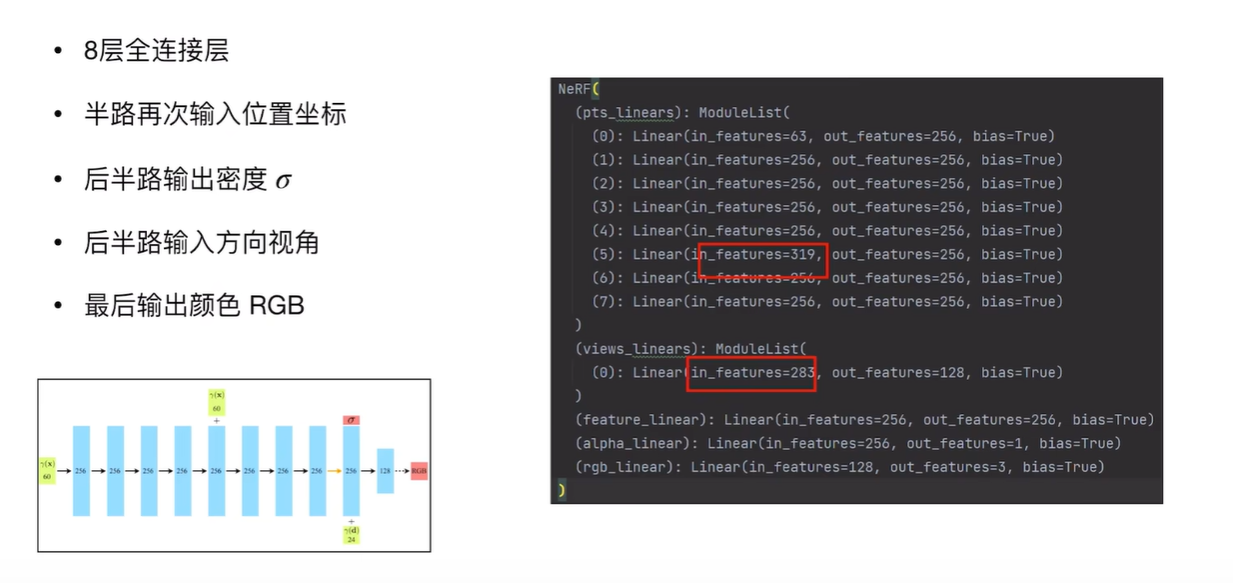 8层全连接层
半路再次输入位置坐标
后半路输出密度 σ
后半路输入方向视角
最后输出颜色 RGB
NeRF(
(pts_linears): ModuleList(
(0): Linear(in_features=63, out_features=256, bias=True)
(1): Linear(in_features=256, out_features=256, bias=True)
(2): Linear(in_features=256, out_features=256, bias=True)
(3): Linear(in_features=256, out_features=256, bias=True)
(4): Linear(in_features=256, out_features=256, bias=True)
(5): Linear(in_features=319, out_features=256, bias=True)
(6): Linear(in_features=256, out_features=256, bias=True)
(7): Linear(in_features=256, out_features=256, bias=True)
)
(views_linears): ModuleList(
(0): Linear(in_features=283, out_features=128, bias=True)
)
(feature_linear): Linear(in_features=256, out_features=256, bias=True)
(alpha_linear): Linear(in_features=256, out_features=1, bias=True)
(rgb_linear): Linear(in_features=128, out_features=3, bias=True)
)
γ(x)
60
+
σ
γ(x)
60
256 256 256 256 256 256 256 256 256 128 RGB
+
γ(d)
24